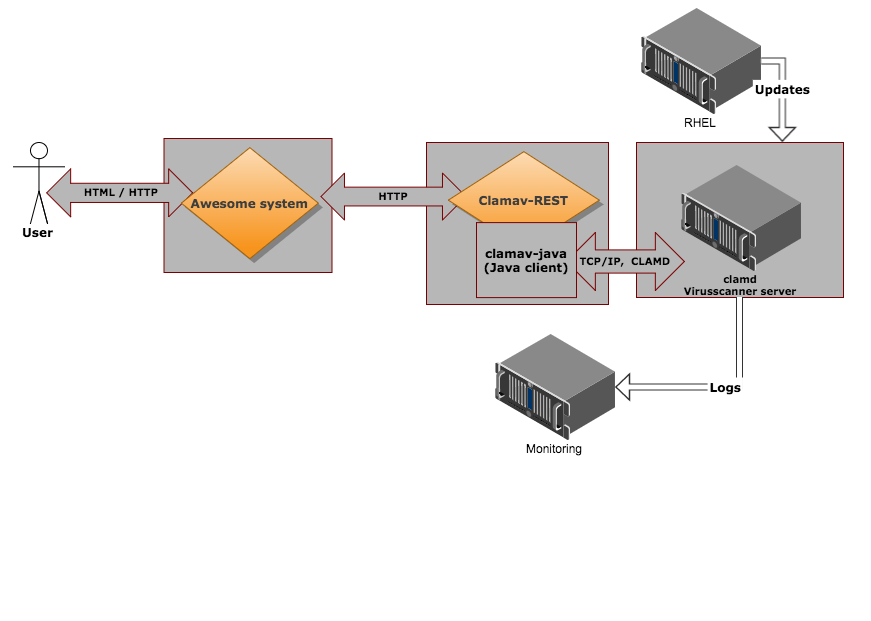 Updates
RHEL
User
HTML / HTTP
Awesome system
HTTP
Clamav-REST
clamav-java
(Java client)
TCP/IP,  CLAMD
clamd
Virusscanner server
Logs
Monitoring